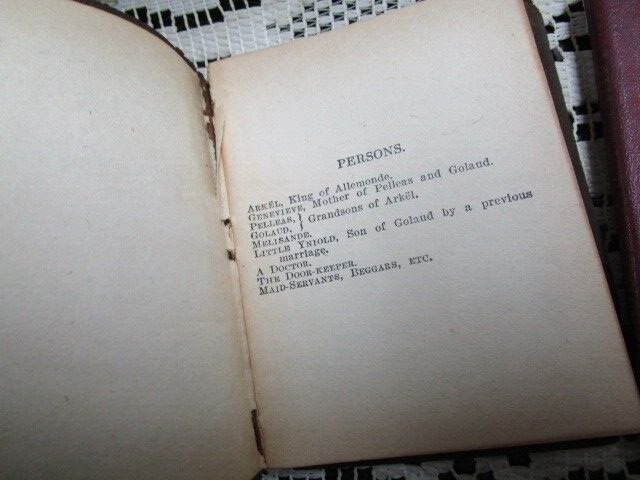 PERSONS.
ARKËL, King of Allemonde.
GENEVIEVE, Mother of Pelleas and Golaud.
PELLEAS,
GOLAUD, } Grandsons of Arkël.
MELISANDE.
LITTLE YNIOLD, Son of Golaud by a previous
marriage.
A DOCTOR.
THE DOOR-KEEPER.
MAID-SERVANTS, BEGGARS, ETC.